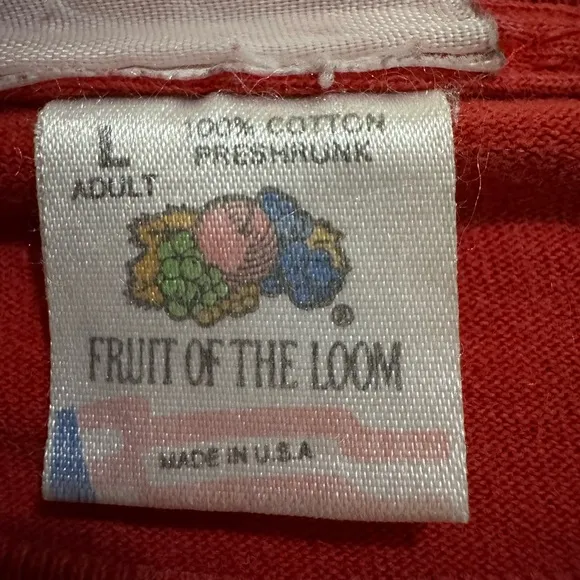 L
ADULT
100% COTTON
PRESHRUNK
®
FRUIT OF THE LOOM
MADE IN U.S.A